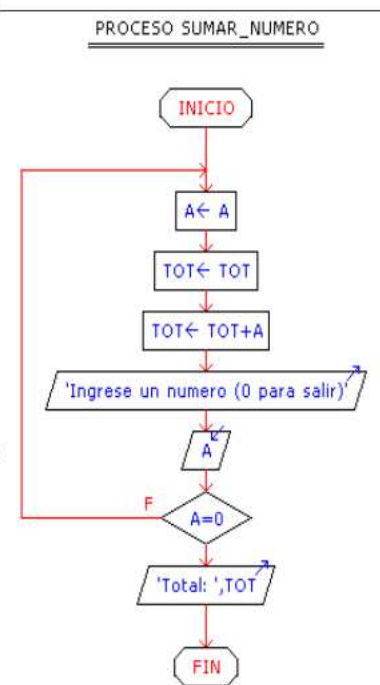 PROCESO SUMAR_NUMERO
INICIO
A← A
TOT← TOT
TOT← TOT+A
'Ingrese un numero (0 para salir)'
A
F
A=0
'Total: ',TOT
FIN